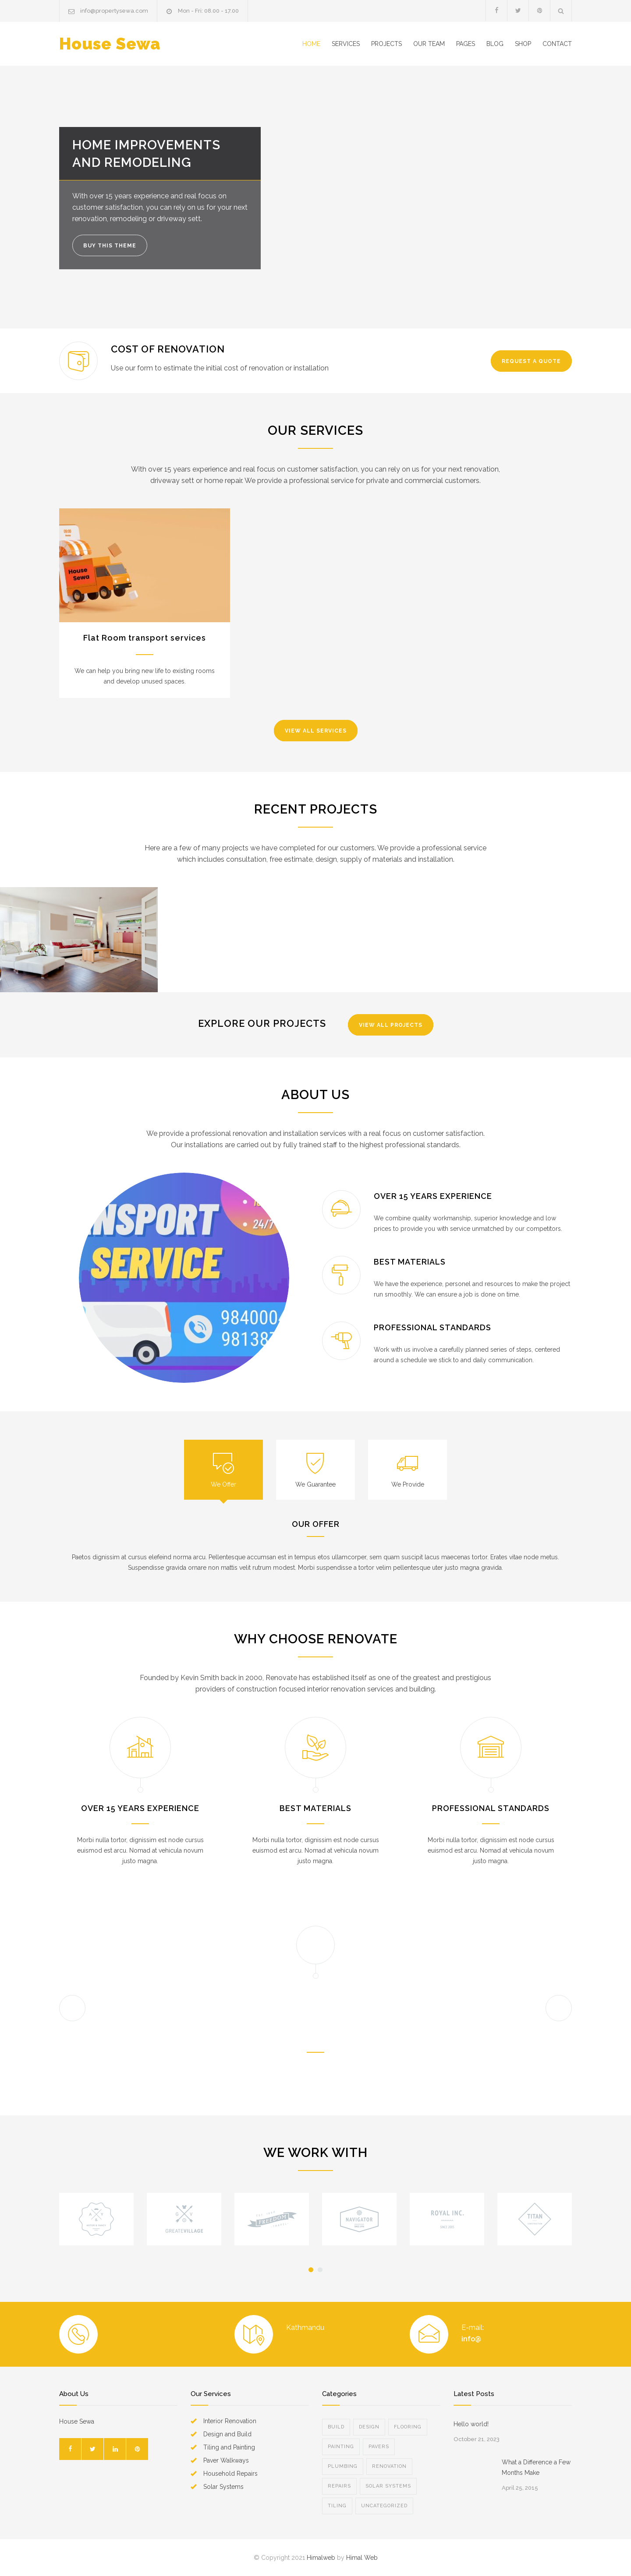 info@propertysewa.com
Mon - Fri: 08.00 - 17.00
House Sewa
HOME SERVICES PROJECTS OUR TEAM PAGES BLOG SHOP CONTACT
HOME IMPROVEMENTS
AND REMODELING
With over 15 years experience and real focus on
customer satisfaction, you can rely on us for your next
renovation, remodeling or driveway sett.
BUY THIS THEME
COST OF RENOVATION
Use our form to estimate the initial cost of renovation or installation
REQUEST A QUOTE
OUR SERVICES
With over 15 years experience and real focus on customer satisfaction, you can rely on us for your next renovation,
driveway sett or home repair. We provide a professional service for private and commercial customers.
House
Sewa
Flat Room transport services
We can help you bring new life to existing rooms
and develop unused spaces.
VIEW ALL SERVICES
RECENT PROJECTS
Here are a few of many projects we have completed for our customers. We provide a professional service
which includes consultation, free estimate, design, supply of materials and installation.
EXPLORE OUR PROJECTS
VIEW ALL PROJECTS
ABOUT US
We provide a professional renovation and installation services with a real focus on customer satisfaction.
Our installations are carried out by fully trained staff to the highest professional standards.
24/7
NSPORT
SERVICE
984000
98138
OVER 15 YEARS EXPERIENCE
We combine quality workmanship, superior knowledge and low
prices to provide you with service unmatched by our competitors.
BEST MATERIALS
We have the experience, personel and resources to make the project
run smoothly. We can ensure a job is done on time.
PROFESSIONAL STANDARDS
Work with us involve a carefully planned series of steps, centered
around a schedule we stick to and daily communication.
We Offer
We Guarantee
We Provide
OUR OFFER
Paetos dignissim at cursus elefeind norma arcu. Pellentesque accumsan est in tempus etos ullamcorper, sem quam suscipit lacus maecenas tortor. Erates vitae node metus.
Suspendisse gravida ornare non mattis velit rutrum modest. Morbi suspendisse a tortor velim pellentesque uter justo magna gravida.
WHY CHOOSE RENOVATE
Founded by Kevin Smith back in 2000, Renovate has established itself as one of the greatest and prestigious
providers of construction focused interior renovation services and building.
OVER 15 YEARS EXPERIENCE
Morbi nulla tortor, dignissim est node cursus
euismod est arcu. Nomad at vehicula novum
justo magna.
BEST MATERIALS
Morbi nulla tortor, dignissim est node cursus
euismod est arcu. Nomad at vehicula novum
justo magna.
PROFESSIONAL STANDARDS
Morbi nulla tortor, dignissim est node cursus
euismod est arcu. Nomad at vehicula novum
justo magna.
WE WORK WITH
GREATVILLAGE
FREEDOM
NAVIGATOR
ROYAL INC.
TITAN
Kathmandu
E-mail:
info@
About Us
House Sewa
Our Services
Interior Renovation
Design and Build
Tiling and Painting
Paver Walkways
Household Repairs
Solar Systems
Categories
BUILD DESIGN FLOORING
PAINTING PAVERS
PLUMBING RENOVATION
REPAIRS SOLAR SYSTEMS
TILING UNCATEGORIZED
Latest Posts
Hello world!
October 21, 2023
What a Difference a Few
Months Make
April 25, 2015
© Copyright 2021 Himalweb by Himal Web